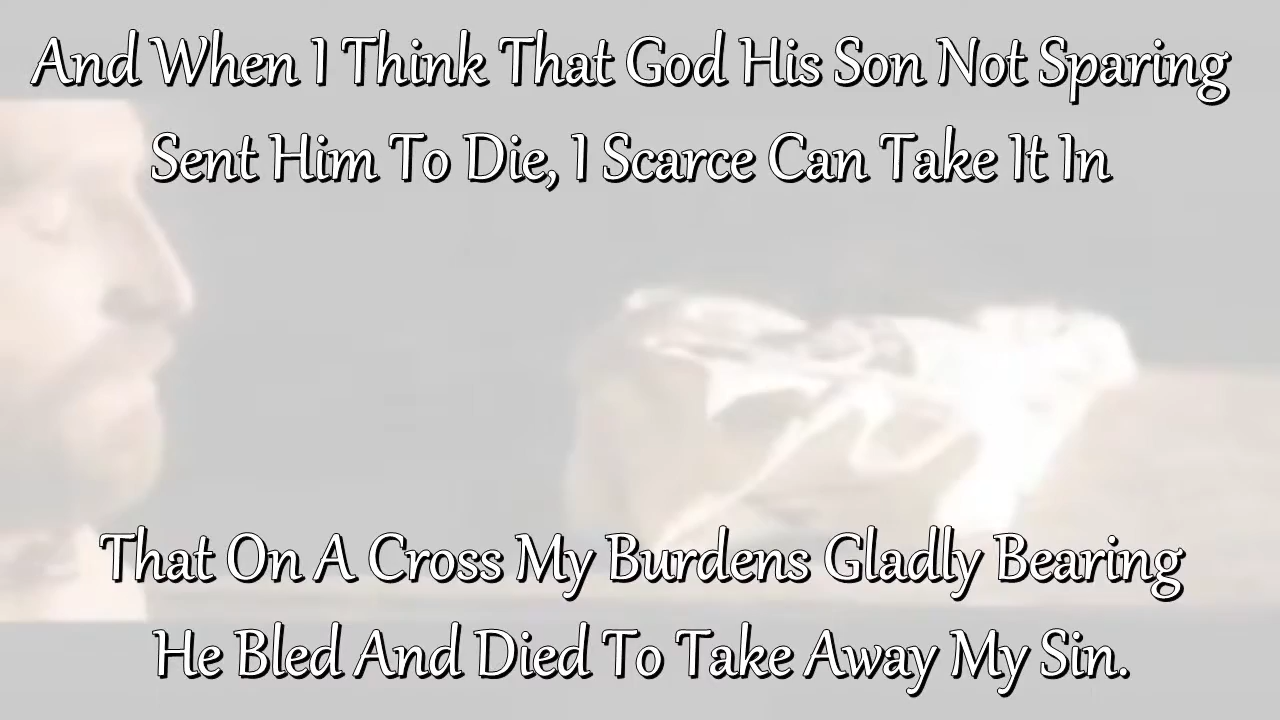 And When I Think That God His Son Not Sparing
Sent Him To Die, I Scarce Can Take It In
That On A Cross My Burdens Gladly Bearing
He Bled And Died To Take Away My Sin.